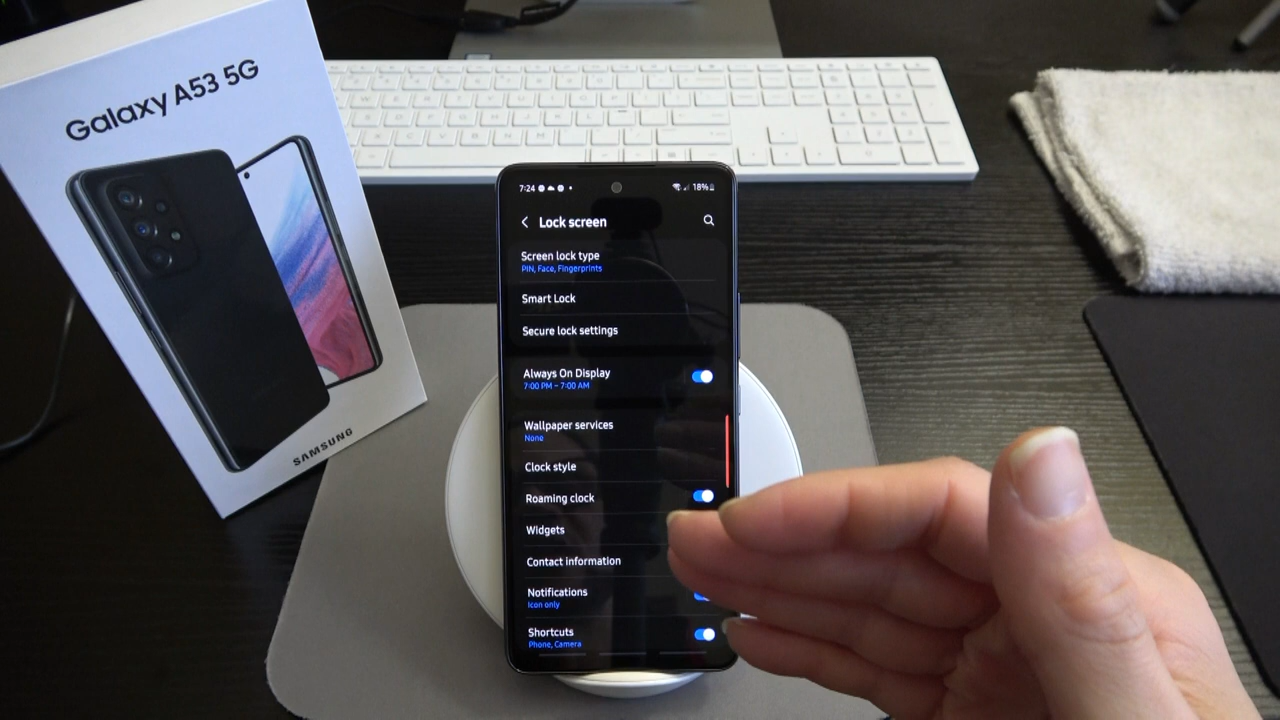 Galaxy A53 5G
SAMSUNG
7:24
18%
Lock screen
Screen lock type
PIN, Face, Fingerprints
Smart Lock
Secure lock settings
Always On Display
7:00 PM – 7:00 AM
Wallpaper services
None
Clock style
Roaming clock
Widgets
Contact information
Notifications
Icon only
Shortcuts
Phone, Camera